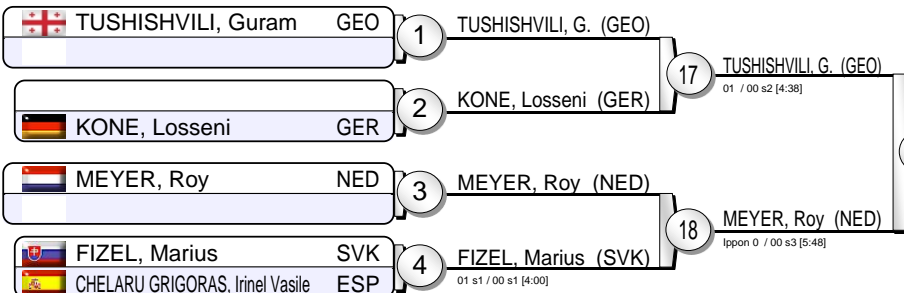 TUSHISHVILI, Guram GEO
1
TUSHISHVILI, G. (GEO)
17
TUSHISHVILI, G. (GEO)
01 / 00 s2 [4:38]
KONE, Losseni GER
2
KONE, Losseni (GER)
MEYER, Roy NED
3
MEYER, Roy (NED)
18
MEYER, Roy (NED)
Ippon 0 / 00 s3 [5:48]
FIZEL, Marius SVK
CHELARU GRIGORAS, Irinel Vasile ESP
4
FIZEL, Marius (SVK)
01 s1 / 00 s1 [4:00]